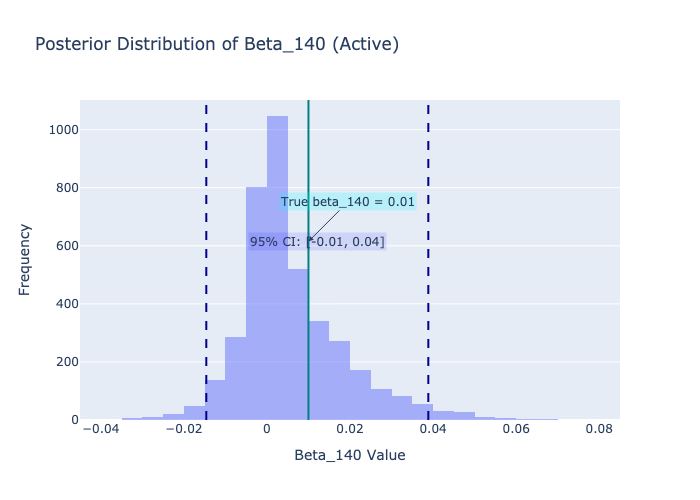 Posterior Distribution of Beta_140 (Active)
1000
800
600
400
200
0
Frequency
True beta_140 = 0.01
95% CI: [-0.01, 0.04]
−0.04
−0.02
0
0.02
0.04
0.06
0.08
Beta_140 Value